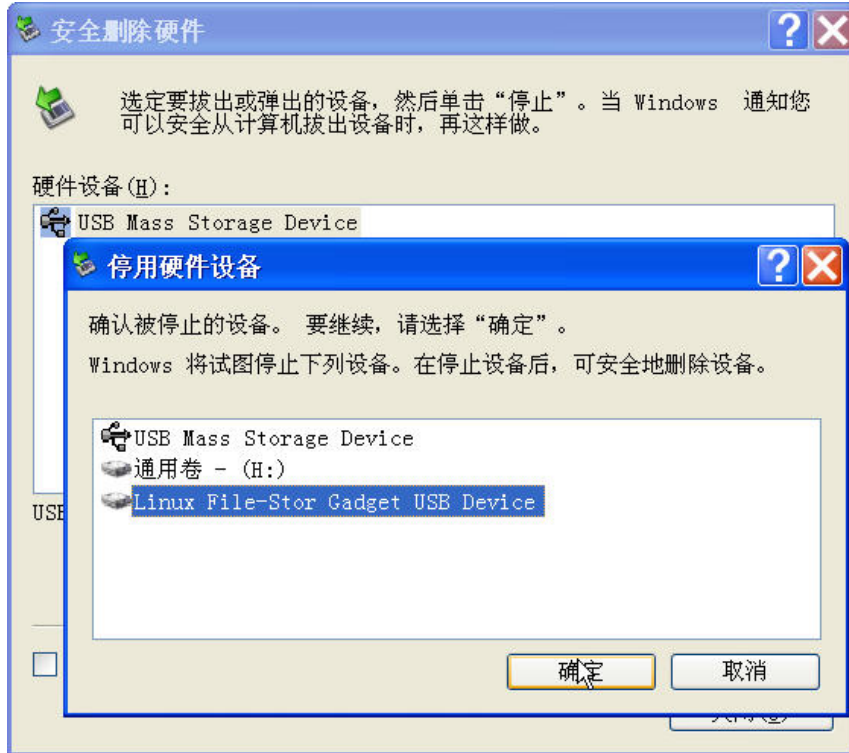 安全删除硬件
选定要拔出或弹出的设备，然后单击“停止”。当 Windows 通知您
可以安全从计算机拔出设备时，再这样做。
硬件设备(H)：
USB Mass Storage Device
停用硬件设备
确认被停止的设备。 要继续，请选择“确定”。
Windows 将试图停止下列设备。在停止设备后，可安全地删除设备。
USB Mass Storage Device
通用卷 - (H:)
Linux File-Stor Gadget USB Device
USB
确定
取消